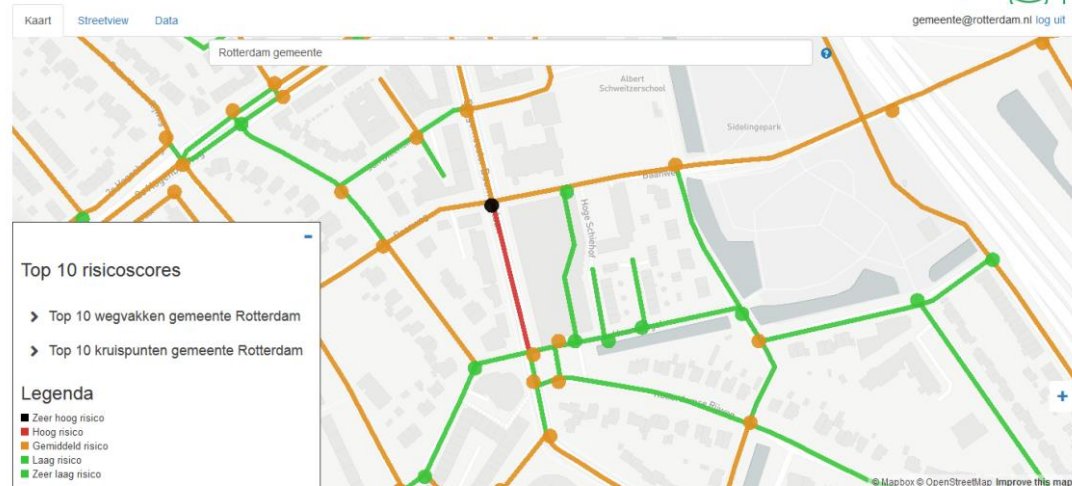 Kaart
Streetview
Data
gemeente@rotterdam.nl log uit
Rotterdam gemeente
?
Albert
Schweitzerschool
Sidelingepark
Hoge Schiehof
Top 10 risicoscores
Top 10 wegvakken gemeente Rotterdam
Top 10 kruispunten gemeente Rotterdam
Legenda
Zeer hoog risico
Hoog risico
Gemiddeld risico
Laag risico
Zeer laag risico
© Mapbox © OpenStreetMap Improve this map